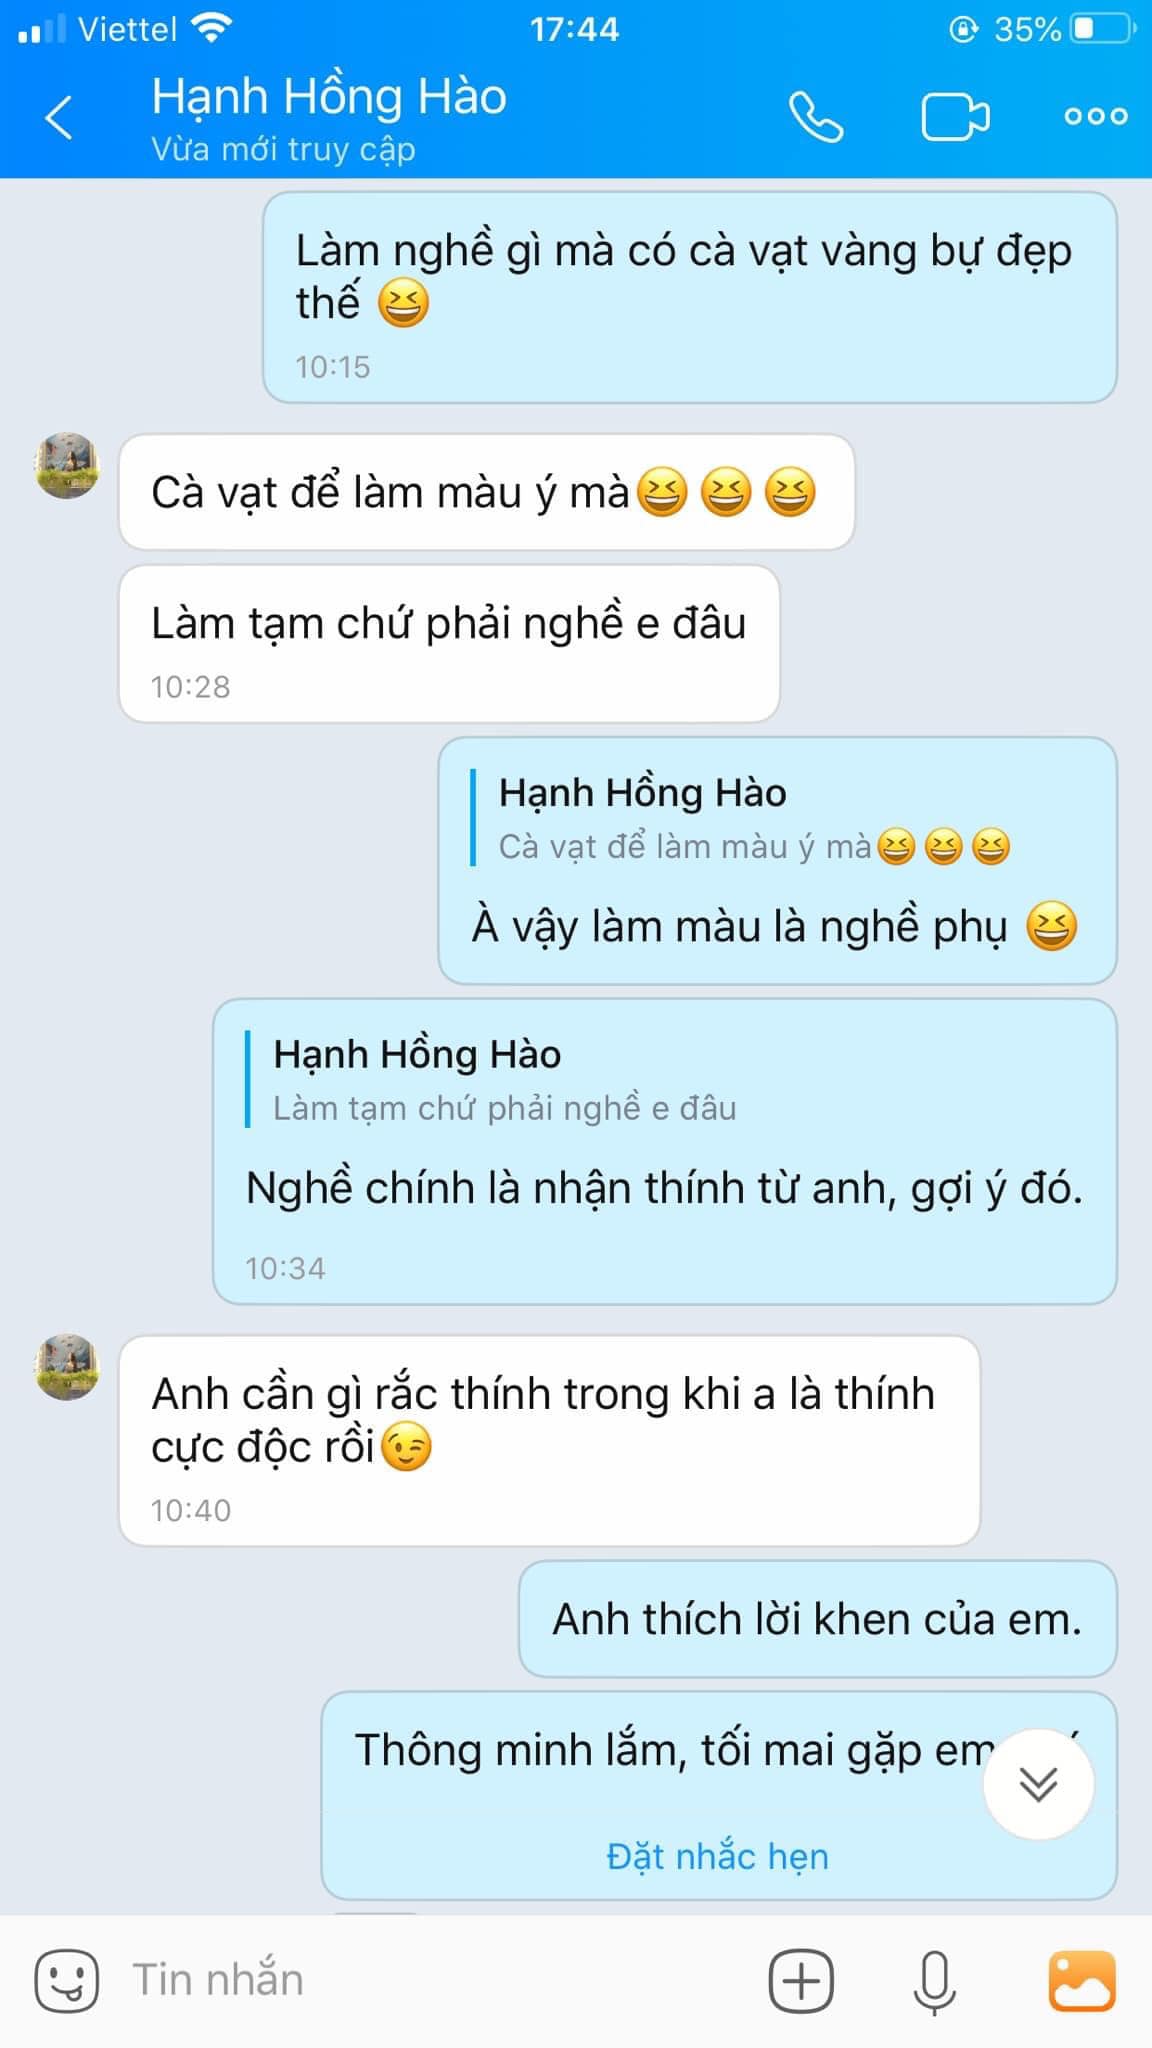 Viettel 17:44 35%
Hạnh Hồng Hào
Vừa mới truy cập
Làm nghề gì mà có cà vạt vàng bự đẹp
thế 😆
10:15
Cà vạt để làm màu ý mà😆😆😆
Làm tạm chứ phải nghề e đâu
10:28
Hạnh Hồng Hào
Cà vạt để làm màu ý mà😆😆😆
À vậy làm màu là nghề phụ 😆
Hạnh Hồng Hào
Làm tạm chứ phải nghề e đâu
Nghề chính là nhận thính từ anh, gợi ý đó.
10:34
Anh cần gì rắc thính trong khi a là thính
cực độc rồi😉
10:40
Anh thích lời khen của em.
Thông minh lắm, tối mai gặp em
Đặt nhắc hẹn
Tin nhắn